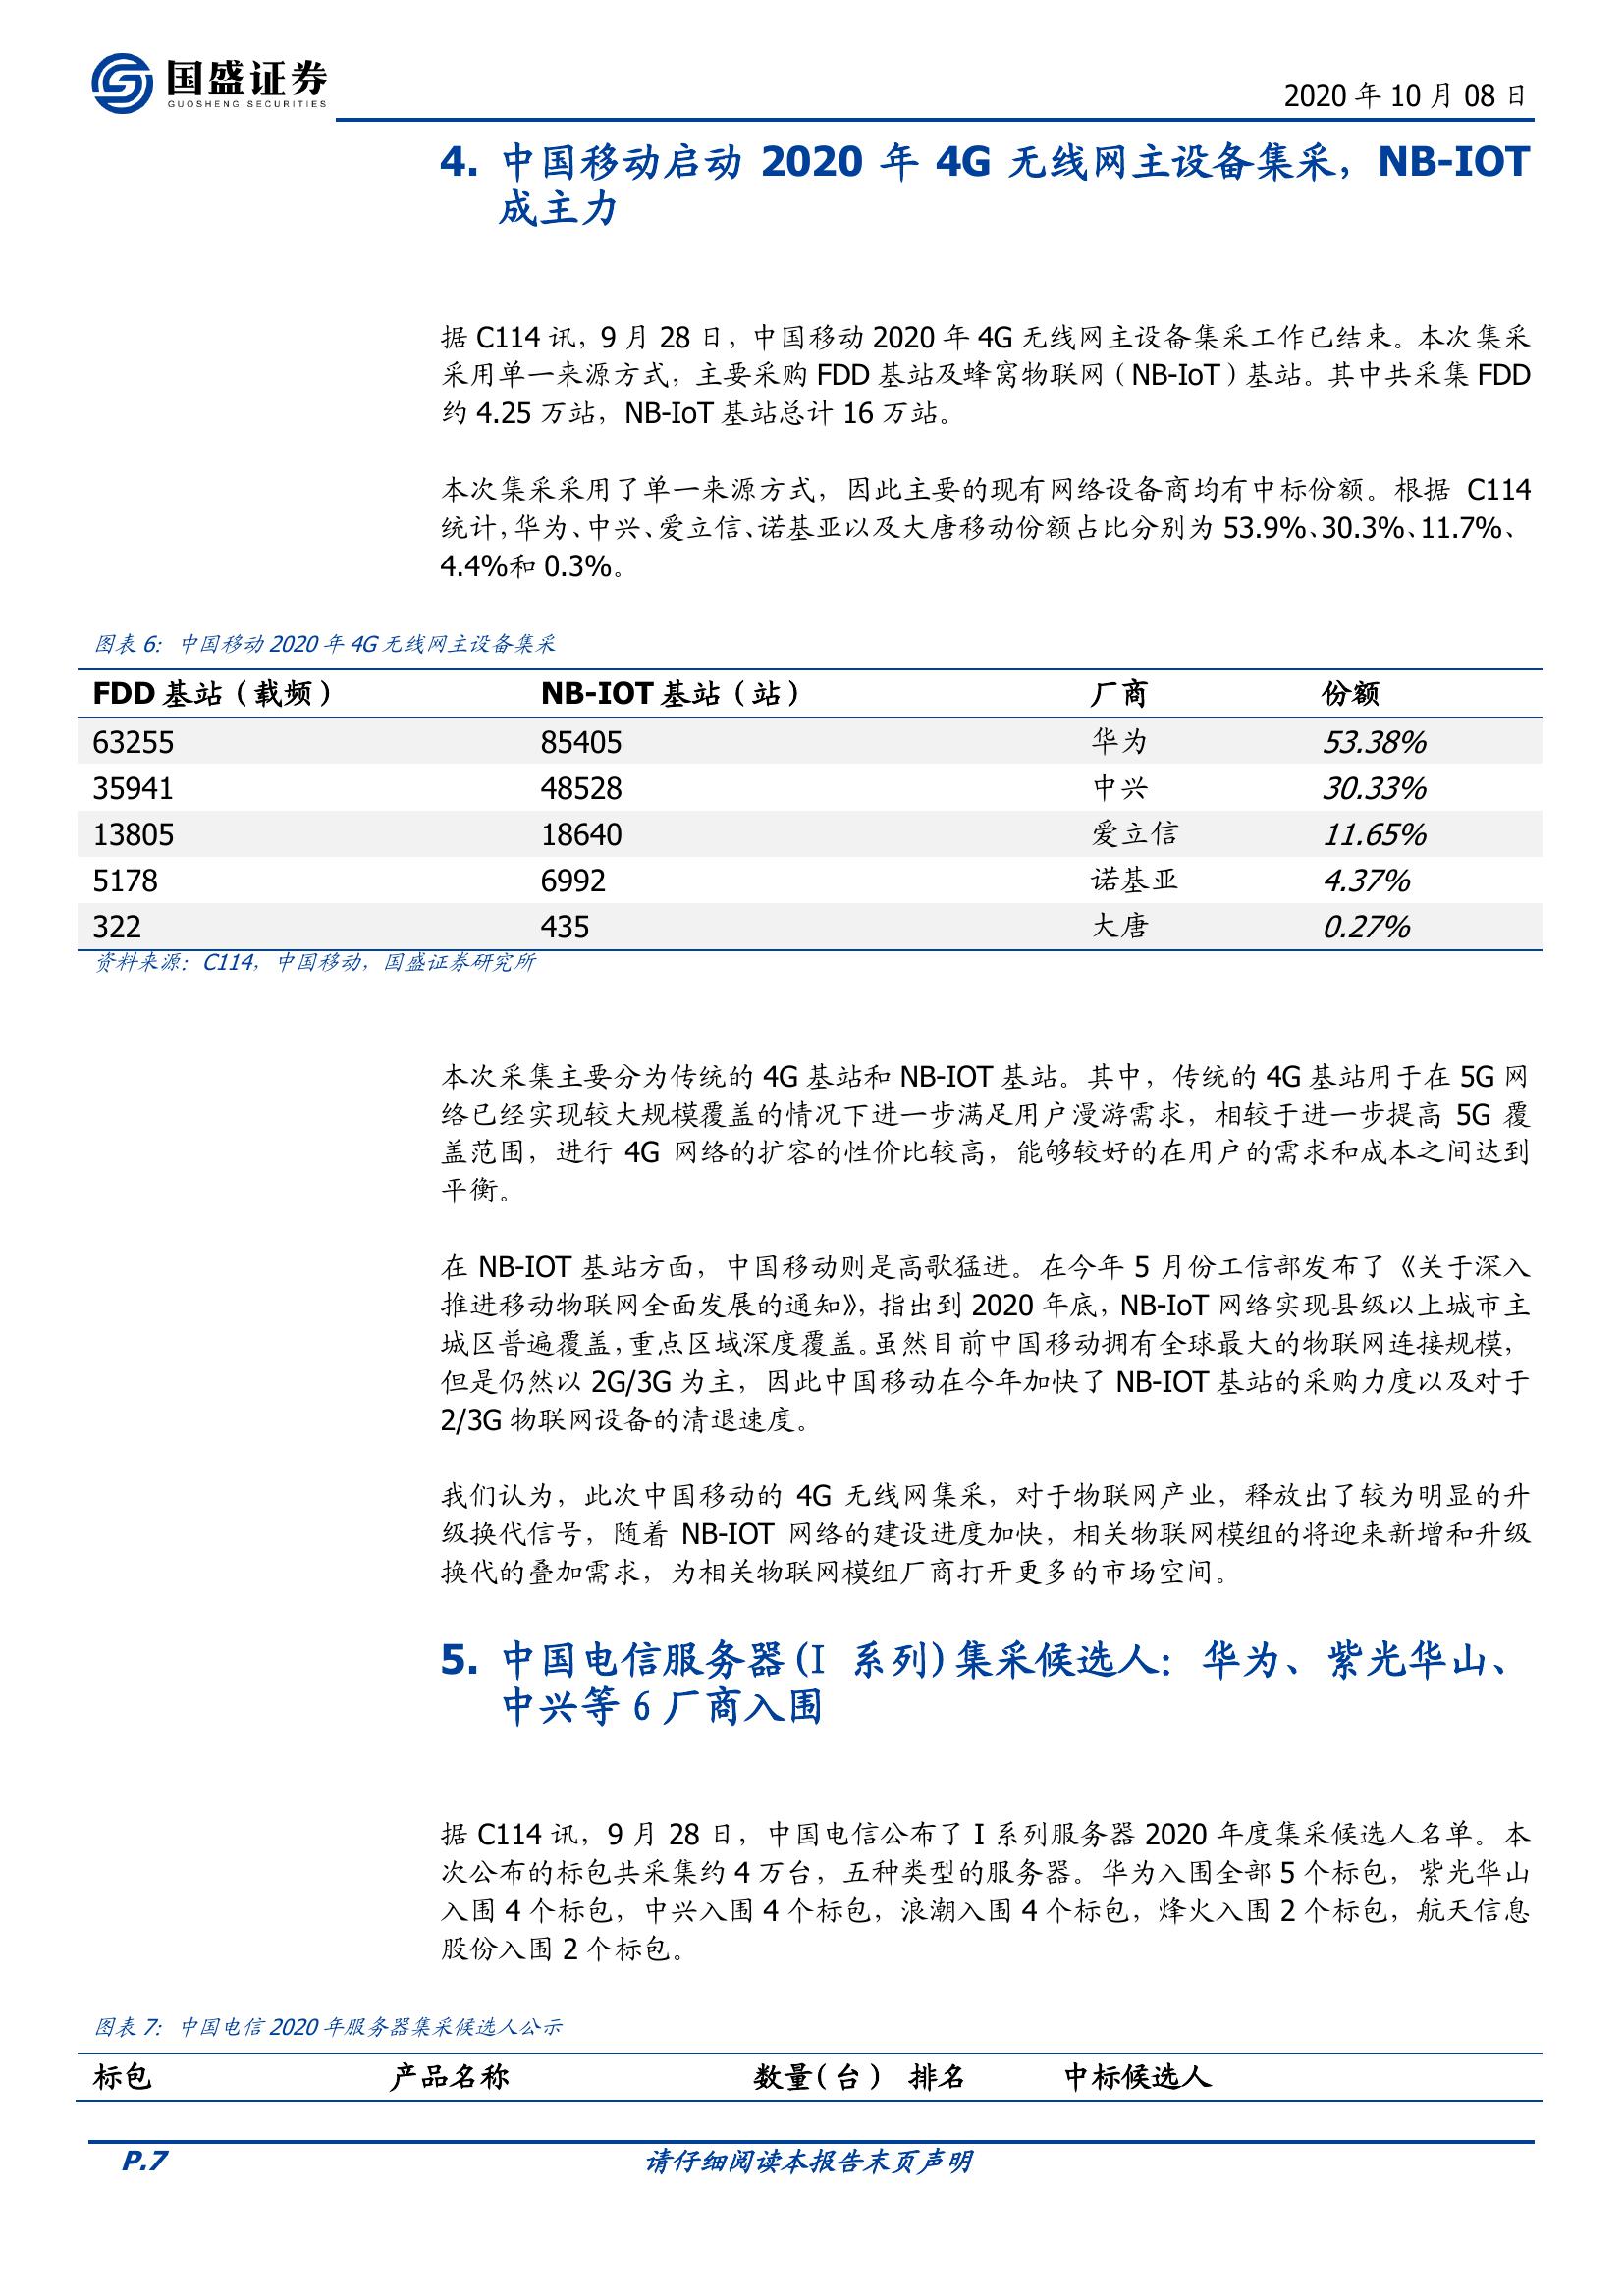 国盛证券
GUOSHENG SECURITIES
2020 年 10 月 08 日
4. 中国移动启动 2020 年 4G 无线网主设备集采，NB-IOT
成主力
据 C114 讯，9 月 28 日，中国移动 2020 年 4G 无线网主设备集采工作已结束。本次集采
采用单一来源方式，主要采购 FDD 基站及蜂窝物联网（NB-IoT）基站。其中共采集 FDD
约 4.25 万站，NB-IoT 基站总计 16 万站。
本次集采采用了单一来源方式，因此主要的现有网络设备商均有中标份额。根据 C114
统计，华为、中兴、爱立信、诺基亚以及大唐移动份额占比分别为 53.9%、30.3%、11.7%、
4.4%和 0.3%。
图表 6：中国移动 2020 年 4G 无线网主设备集采
FDD 基站（载频） NB-IOT 基站（站） 厂商 份额
63255 85405 华为 53.38%
35941 48528 中兴 30.33%
13805 18640 爱立信 11.65%
5178 6992 诺基亚 4.37%
322 435 大唐 0.27%
资料来源：C114，中国移动，国盛证券研究所
本次采集主要分为传统的 4G 基站和 NB-IOT 基站。其中，传统的 4G 基站用于在 5G 网
络已经实现较大规模覆盖的情况下进一步满足用户漫游需求，相较于进一步提高 5G 覆
盖范围，进行 4G 网络的扩容的性价比较高，能够较好的在用户的需求和成本之间达到
平衡。
在 NB-IOT 基站方面，中国移动则是高歌猛进。在今年 5 月份工信部发布了《关于深入
推进移动物联网全面发展的通知》，指出到 2020 年底，NB-IoT 网络实现县级以上城市主
城区普遍覆盖，重点区域深度覆盖。虽然目前中国移动拥有全球最大的物联网连接规模，
但是仍然以 2G/3G 为主，因此中国移动在今年加快了 NB-IOT 基站的采购力度以及对于
2/3G 物联网设备的清退速度。
我们认为，此次中国移动的 4G 无线网集采，对于物联网产业，释放出了较为明显的升
级换代信号，随着 NB-IOT 网络的建设进度加快，相关物联网模组的将迎来新增和升级
换代的叠加需求，为相关物联网模组厂商打开更多的市场空间。
5. 中国电信服务器(I 系列)集采候选人：华为、紫光华山、
中兴等 6 厂商入围
据 C114 讯，9 月 28 日，中国电信公布了 I 系列服务器 2020 年度集采候选人名单。本
次公布的标包共采集约 4 万台，五种类型的服务器。华为入围全部 5 个标包，紫光华山
入围 4 个标包，中兴入围 4 个标包，浪潮入围 4 个标包，烽火入围 2 个标包，航天信息
股份入围 2 个标包。
图表 7：中国电信 2020 年服务器集采候选人公示
标包 产品名称 数量（台） 排名 中标候选人
P.7 请仔细阅读本报告末页声明